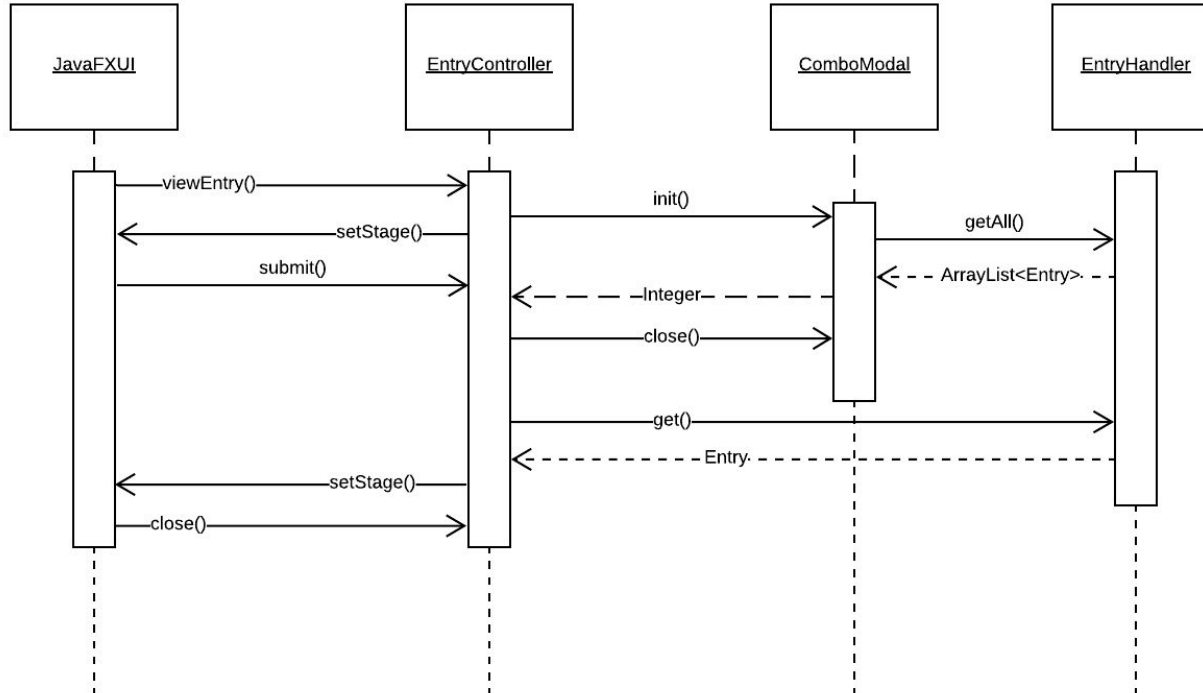 JavaFXUI
EntryController
ComboModal
EntryHandler
viewEntry()
init()
setStage()
getAll()
submit()
ArrayList<Entry>
Integer
close()
get()
Entry
setStage()
close()